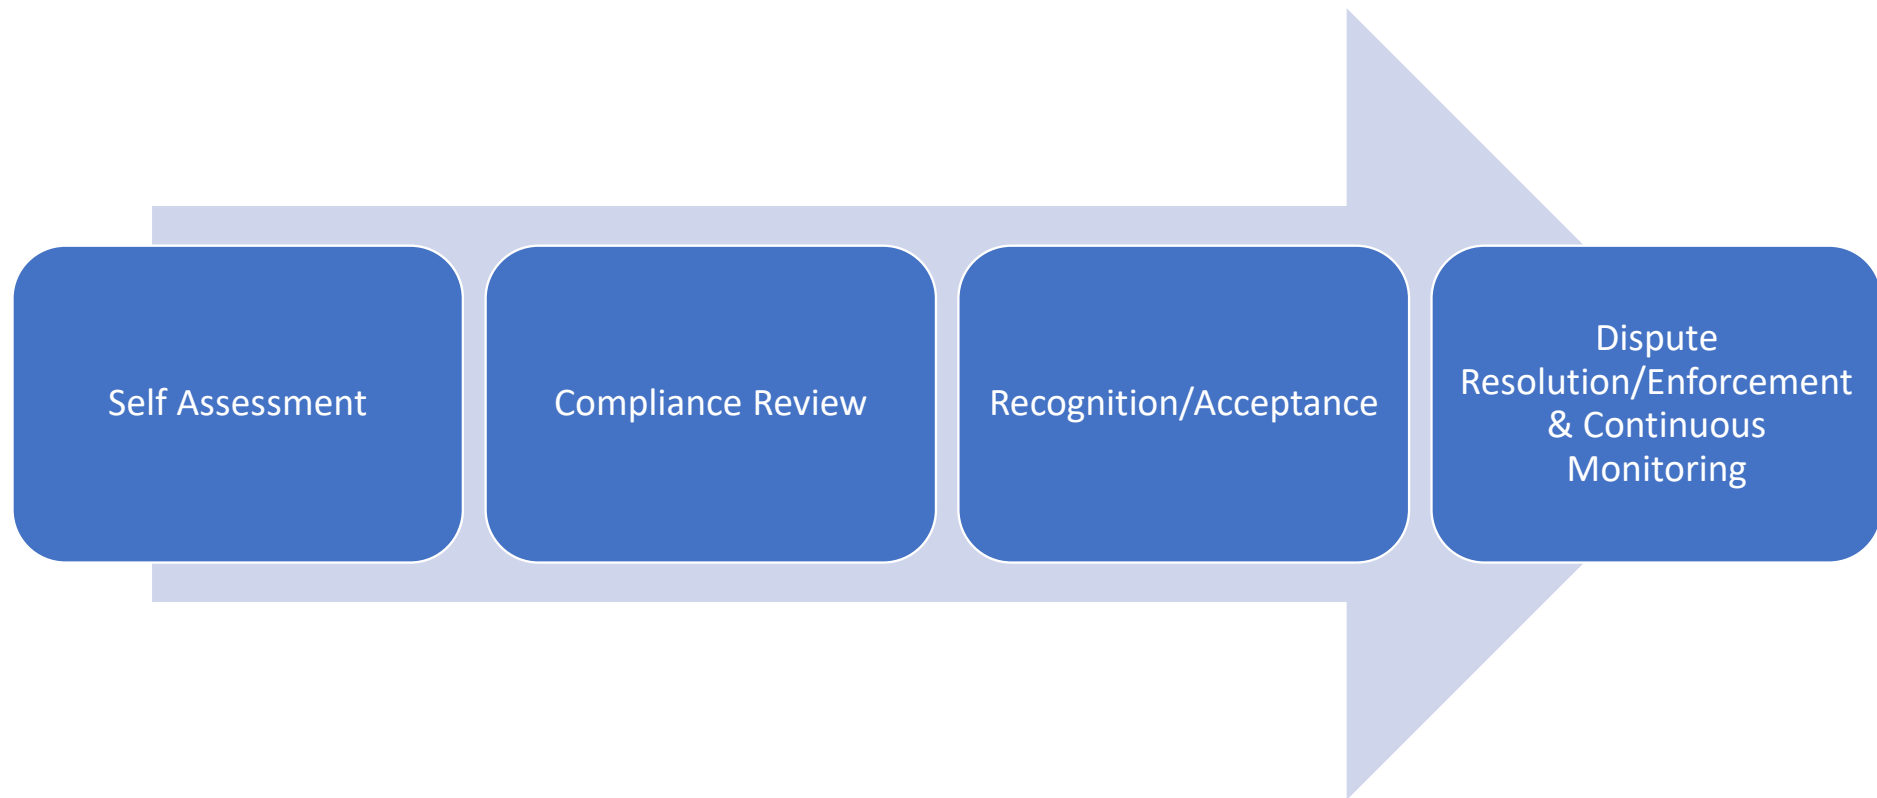 Self Assessment
Compliance Review
Recognition/Acceptance
Dispute
Resolution/Enforcement
& Continuous
Monitoring